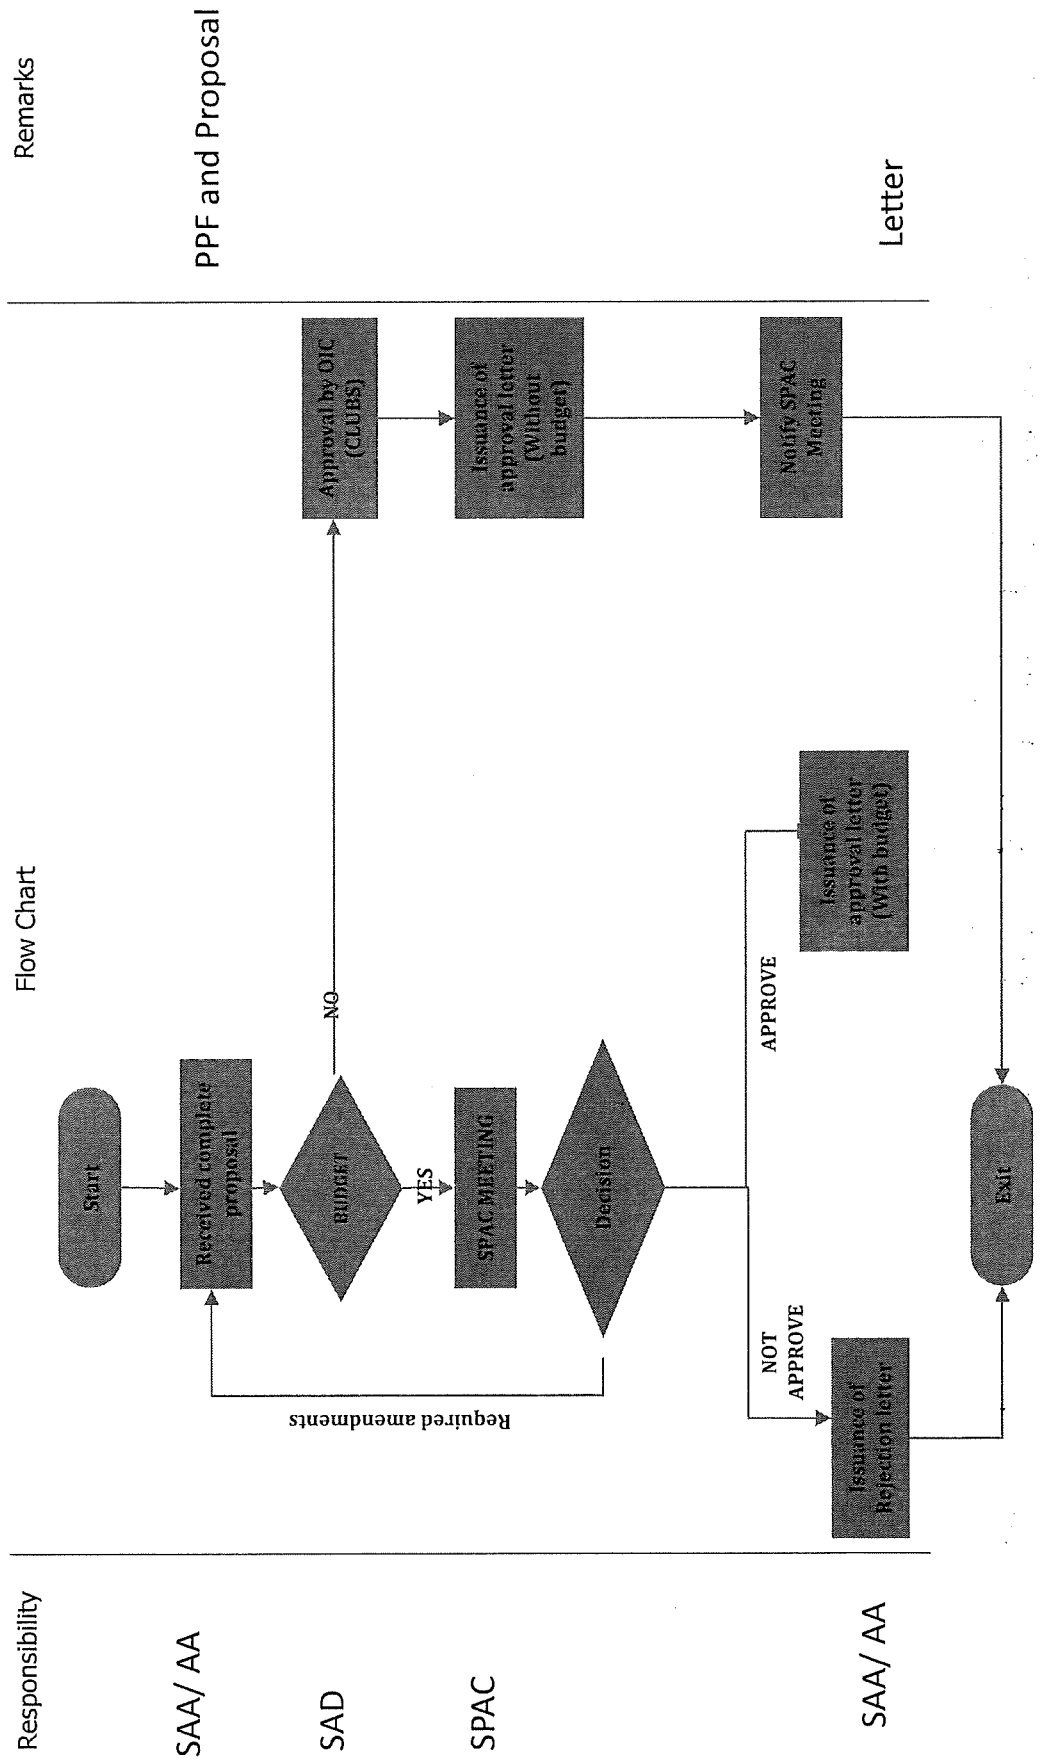 Responsibility
Flow Chart
Remarks
Start
SAA/ AA
Received complete
proposal
PPF and Proposal
SAD
BUDGET
NO
Approval by OIC
(CLUBS)
YES
SPAC
SPAC MEETING
Issuance of
approval letter
(Without
budget)
Required amendments
Decision
NOT
APPROVE
APPROVE
Notify SPAC
Meeting
SAA/ AA
Issuance of
Rejection letter
Issuance of
approval letter
(With budget)
Letter
Exit